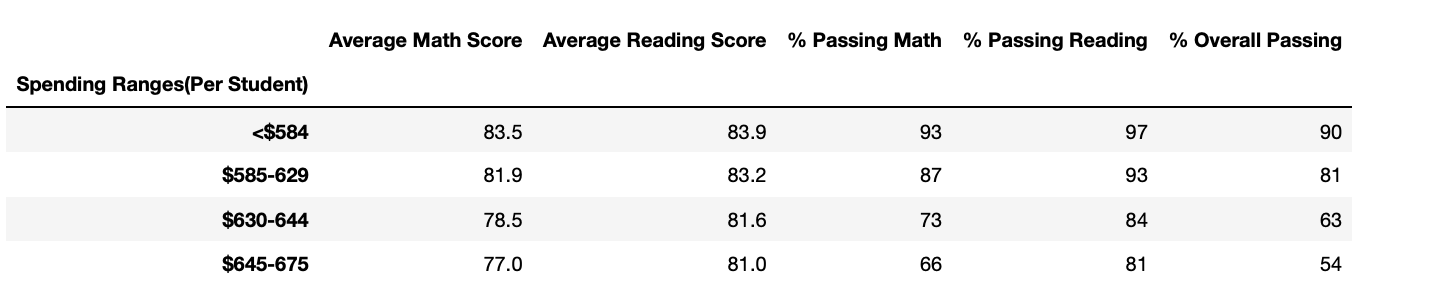 Average Math Score Average Reading Score % Passing Math % Passing Reading % Overall Passing
Spending Ranges(Per Student)
<$584 83.5 83.9 93 97 90
$585-629 81.9 83.2 87 93 81
$630-644 78.5 81.6 73 84 63
$645-675 77.0 81.0 66 81 54